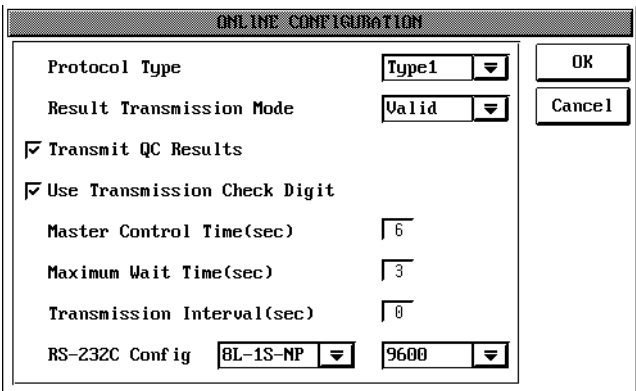 ONLINE CONFIGURATION
Protocol Type Type1 OK
Result Transmission Mode Valid Cancel
Transmit QC Results
Use Transmission Check Digit
Master Control Time(sec) 6
Maximum Wait Time(sec) 3
Transmission Interval(sec) 0
RS-232C Config 8L-1S-NP 9600